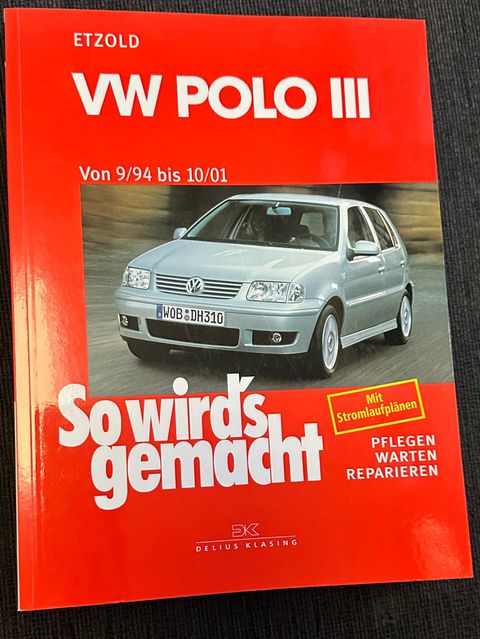 ETZOLD
VW POLO III
Von 9/94 bis 10/01
WOB DH310
So wird's
gemacht
Mit
Stromlaufplänen
PFLEGEN
WARTEN
REPARIEREN
DK
DELIUS KLASING